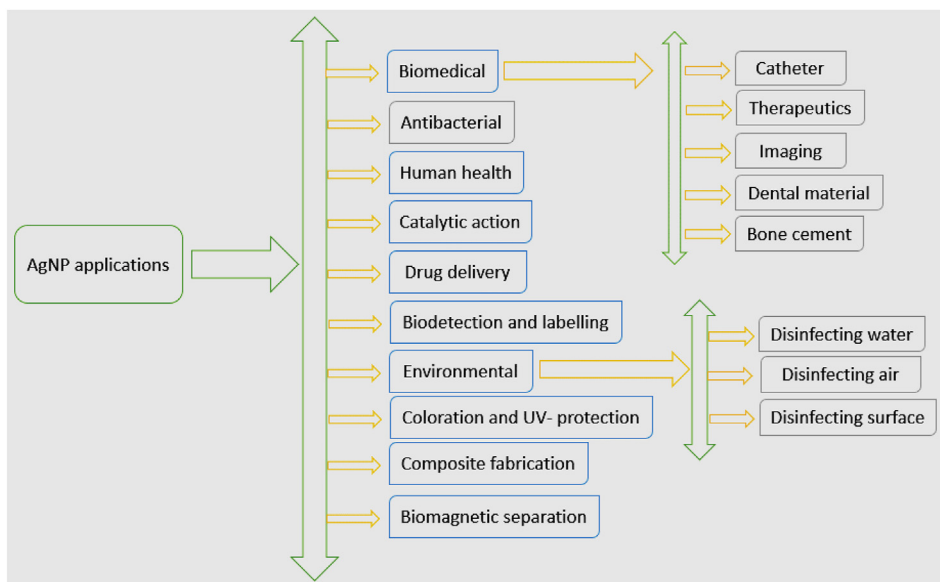 AgNP applications
Biomedical
Antibacterial
Human health
Catalytic action
Drug delivery
Biodetection and labelling
Environmental
Coloration and UV- protection
Composite fabrication
Biomagnetic separation
Catheter
Therapeutics
Imaging
Dental material
Bone cement
Disinfecting water
Disinfecting air
Disinfecting surface